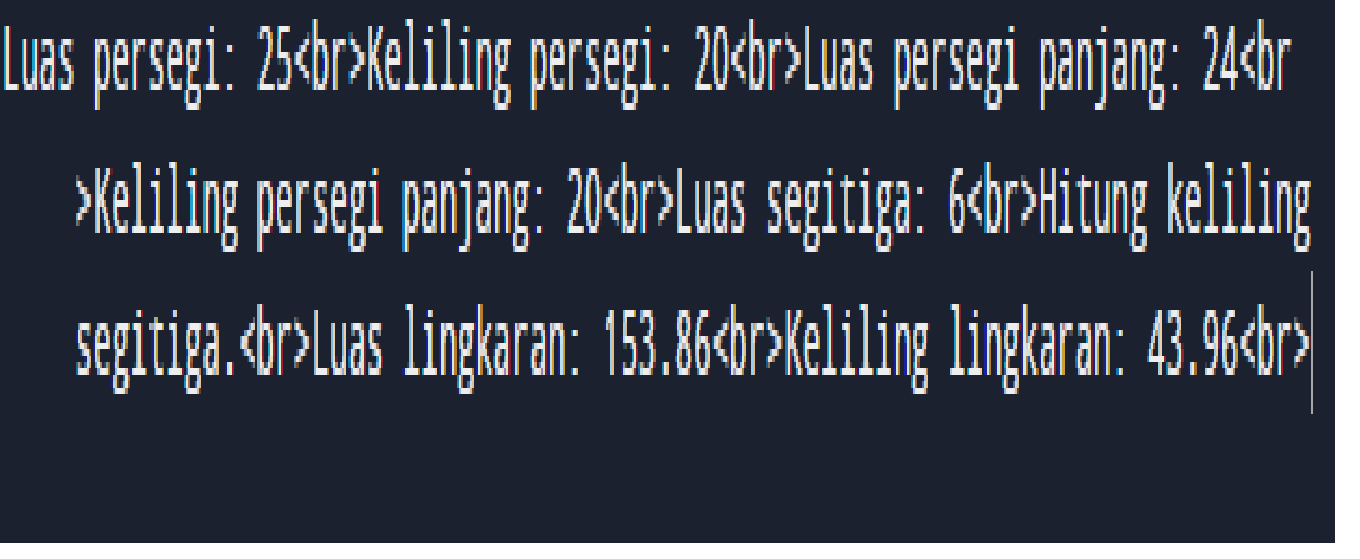 Luas persegi: 25<br>Keliling persegi: 20<br>Luas persegi panjang: 24<br
>Keliling persegi panjang: 20<br>Luas segitiga: 6<br>Hitung keliling
segitiga.<br>Luas lingkaran: 153.86<br>Keliling lingkaran: 43.96<br>